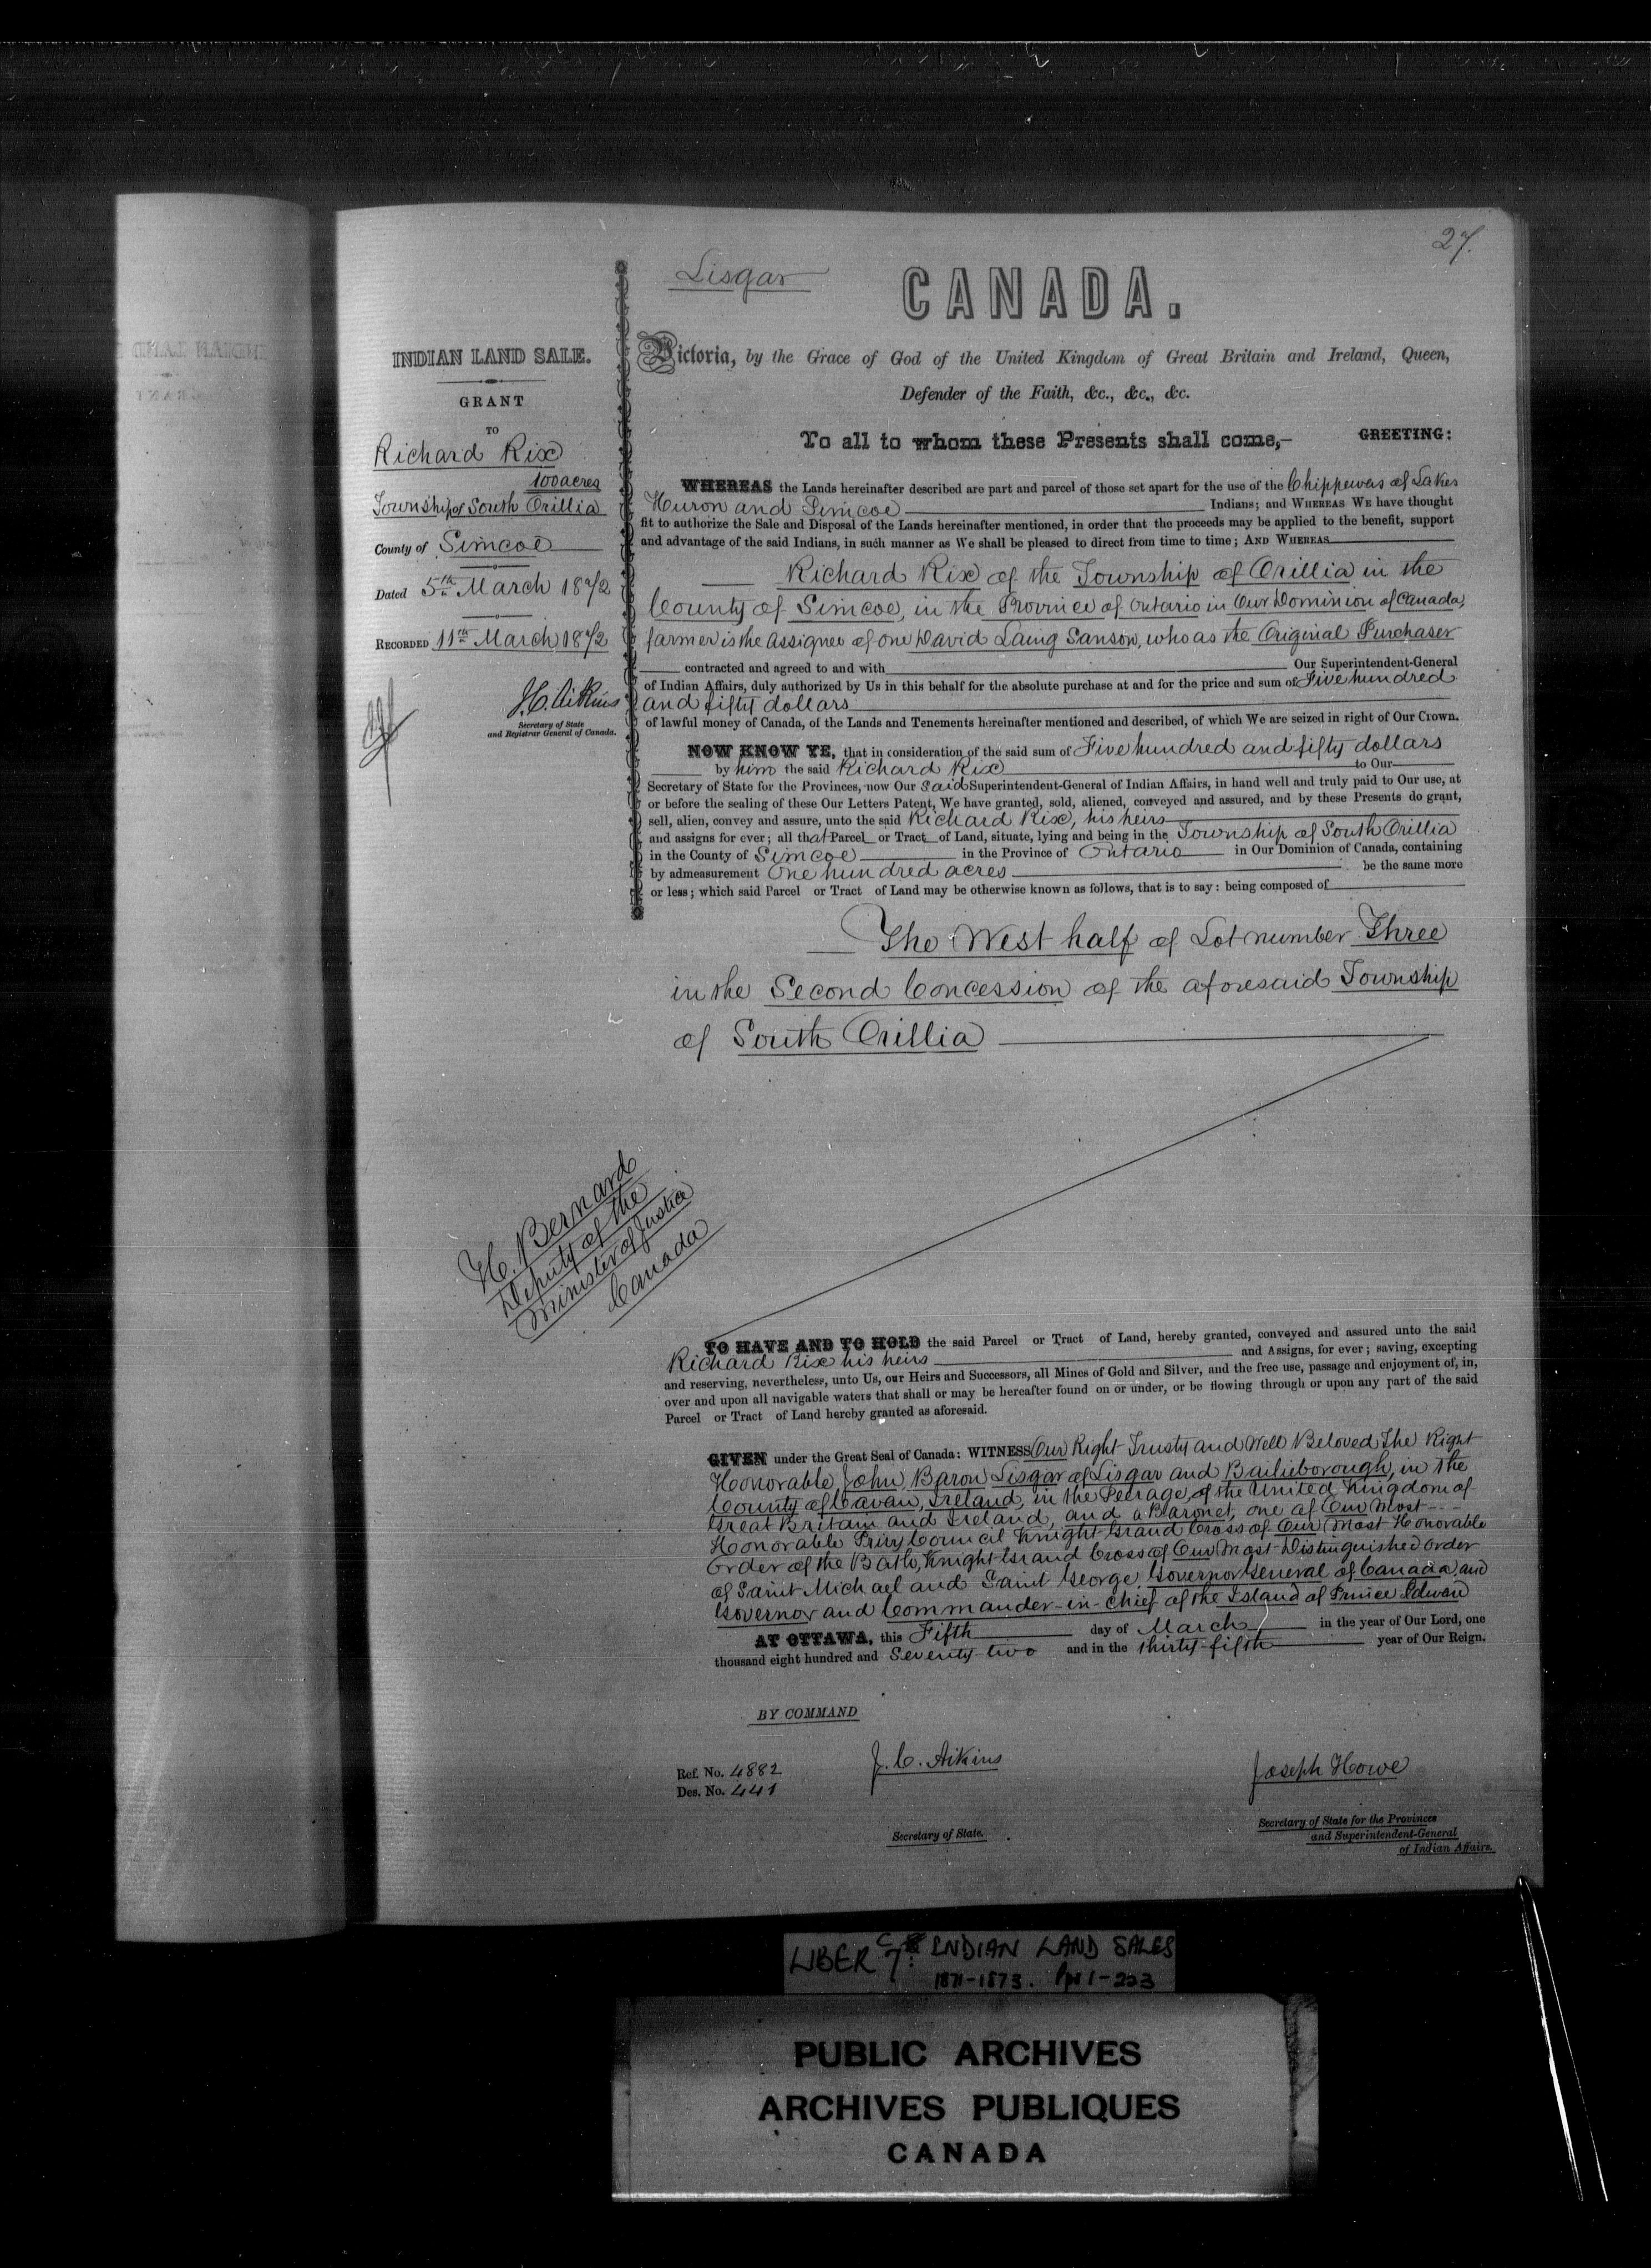 27.
Lisgar
CANADA.
INDIAN LAND SALE.
GRANT
TO
Richard Rix
100 acres
Township of South Orillia
County of Simcoe
Dated 5th March 1872
RECORDED 11th March 1872
J.C. Aikins
Secretary of State
and Registrar General of Canada.
Victoria, by the Grace of God of the United Kingdom of Great Britain and Ireland, Queen,
Defender of the Faith, &c., &c., &c.
To all to whom these Presents shall come,— GREETING:
WHEREAS the Lands hereinafter described are part and parcel of those set apart for the use of the Chippewas of Lakes
Huron and Simcoe Indians; and WHEREAS WE have thought
fit to authorize the Sale and Disposal of the Lands hereinafter mentioned, in order that the proceeds may be applied to the benefit, support
and advantage of the said Indians, in such manner as We shall be pleased to direct from time to time; AND WHEREAS
Richard Rix of the Township of Orillia in the
County of Simcoe, in the Province of Ontario in Our Dominion of Canada,
farmer is the Assignee of one David Laing Sanson, who as the Original Purchaser
contracted and agreed to and with Our Superintendent-General
of Indian Affairs, duly authorized by Us in this behalf for the absolute purchase at and for the price and sum of Five hundred
and fifty dollars
of lawful money of Canada, of the Lands and Tenements hereinafter mentioned and described, of which We are seized in right of Our Crown.
NOW KNOW YE, that in consideration of the said sum of Five hundred and fifty dollars
by him the said Richard Rix to Our
Secretary of State for the Provinces, now Our Said Superintendent-General of Indian Affairs, in hand well and truly paid to Our use, at
or before the sealing of these Our Letters Patent, We have granted, sold, aliened, conveyed and assured, and by these Presents do grant,
sell, alien, convey and assure, unto the said Richard Rix, his heirs
and assigns for ever; all that Parcel or Tract of Land, situate, lying and being in the Township of South Orillia
in the County of Simcoe in the Province of Ontario in Our Dominion of Canada, containing
by admeasurement One hundred acres be the same more
or less; which said Parcel or Tract of Land may be otherwise known as follows, that is to say: being composed of
The West half of Lot number Three
in the Second Concession of the aforesaid Township
of South Orillia
H. Bernard
Deputy of the
Minister of Justice
Canada
TO HAVE AND TO HOLD the said Parcel or Tract of Land, hereby granted, conveyed and assured unto the said
Richard Rix his heirs and Assigns, for ever; saving, excepting
and reserving, nevertheless, unto Us, our Heirs and Successors, all Mines of Gold and Silver, and the free use, passage and enjoyment of, in,
over and upon all navigable waters that shall or may be hereafter found on or under, or be flowing through or upon any part of the said
Parcel or Tract of Land hereby granted as aforesaid.
GIVEN under the Great Seal of Canada: WITNESS Our Right Trusty and Well Beloved The Right
Honorable John, Baron Lisgar of Lisgar and Bailieborough, in the
County of Cavan, Ireland, in the Peerage of the United Kingdom of
Great Britain and Ireland, and a Baronet, one of Our Most
Honorable Privy Council Knight Grand Cross of Our Most Honorable
Order of the Bath, Knight Grand Cross of Our Most Distinguished Order
of Saint Michael and Saint George, Governor General of Canada, and
Governor and Commander-in-Chief of the Island of Prince Edward
AT OTTAWA, this Fifth day of March in the year of Our Lord, one
thousand eight hundred and Seventy-two and in the thirty-fifth year of Our Reign.
BY COMMAND
Ref. No. 4882
Des. No. 441
J. C. Aikins
Secretary of State.
Joseph Howe
Secretary of State for the Provinces
and Superintendent-General
of Indian Affairs.
LIBER C7: INDIAN LAND SALES
1871-1873. Pps 1-223
PUBLIC ARCHIVES
ARCHIVES PUBLIQUES
CANADA